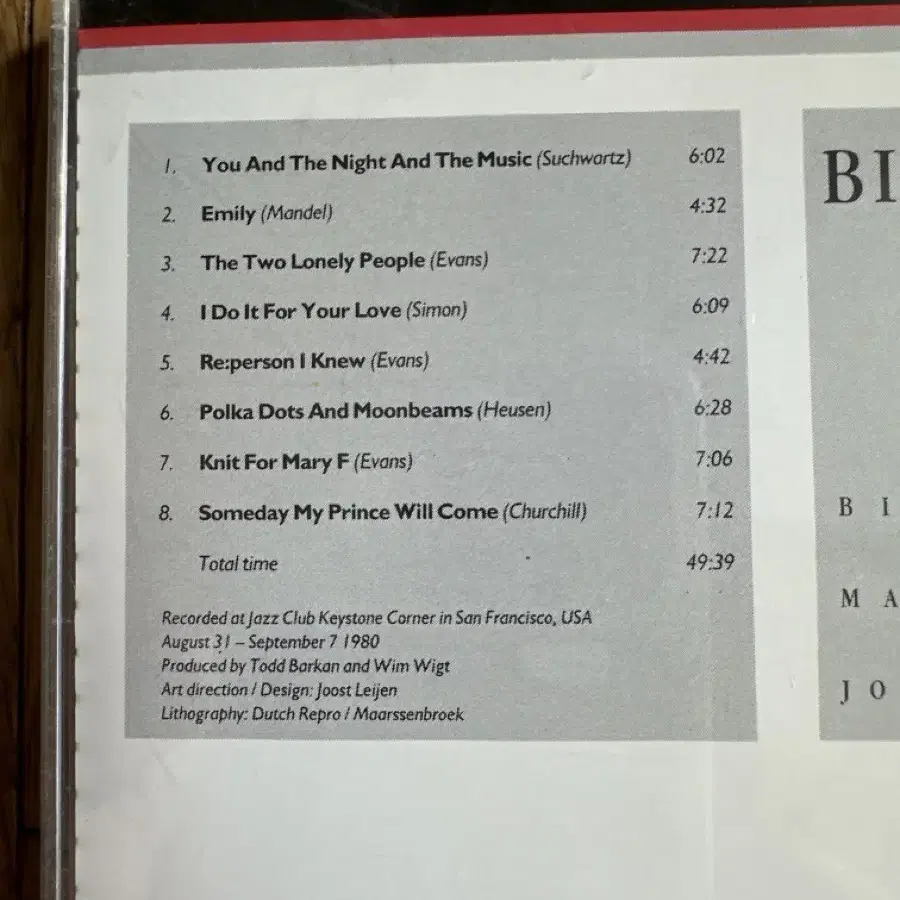 1. You And The Night And The Music (Suchwartz) 6:02
2. Emily (Mandel) 4:32
3. The Two Lonely People (Evans) 7:22
4. I Do It For Your Love (Simon) 6:09
5. Re:person I Knew (Evans) 4:42
6. Polka Dots And Moonbeams (Heusen) 6:28
7. Knit For Mary F (Evans) 7:06
8. Someday My Prince Will Come (Churchill) 7:12
Total time 49:39
Recorded at Jazz Club Keystone Corner in San Francisco, USA
August 31 – September 7 1980
Produced by Todd Barkan and Wim Wigt
Art direction / Design: Joost Leijen
Lithography: Dutch Repro / Maarssenbroek
BI
B I
M A
J O